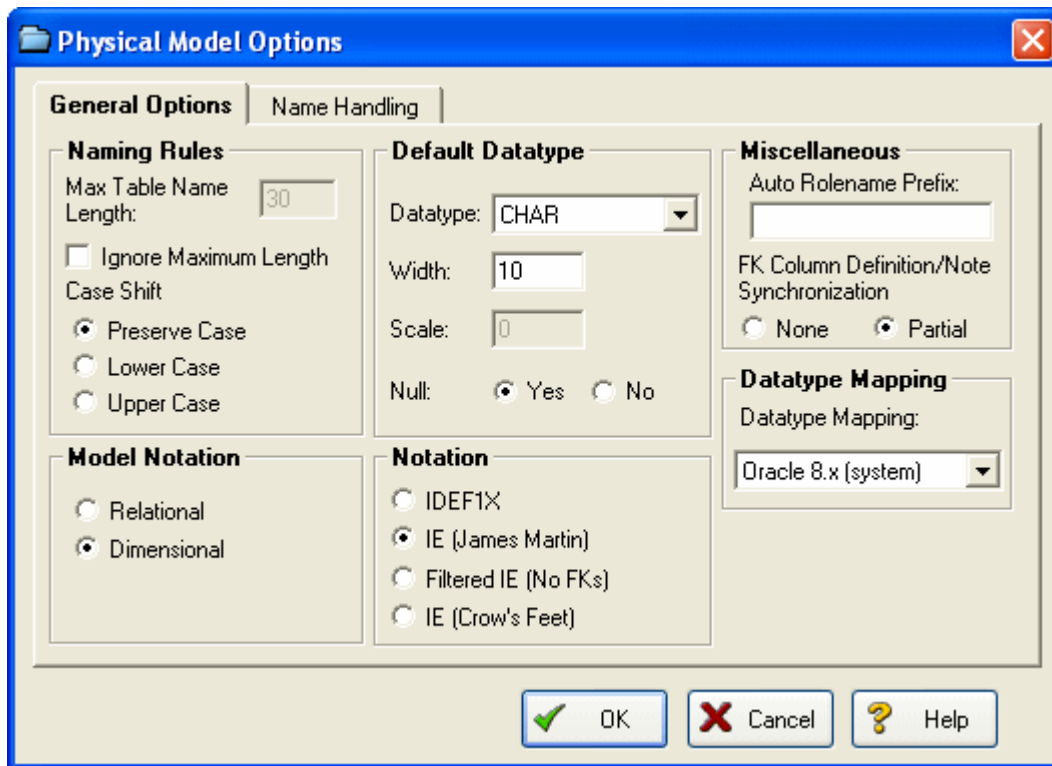 Physical Model Options
General Options
Name Handling
Naming Rules
Max Table Name
Length:
30
Ignore Maximum Length
Case Shift
Preserve Case
Lower Case
Upper Case
Default Datatype
Datatype: CHAR
Width: 10
Scale: 0
Null: Yes No
Miscellaneous
Auto Rolename Prefix:
FK Column Definition/Note
Synchronization
None Partial
Datatype Mapping
Datatype Mapping:
Oracle 8.x (system)
Model Notation
Relational
Dimensional
Notation
IDEF1X
IE (James Martin)
Filtered IE (No FKs)
IE (Crow's Feet)
OK
Cancel
Help